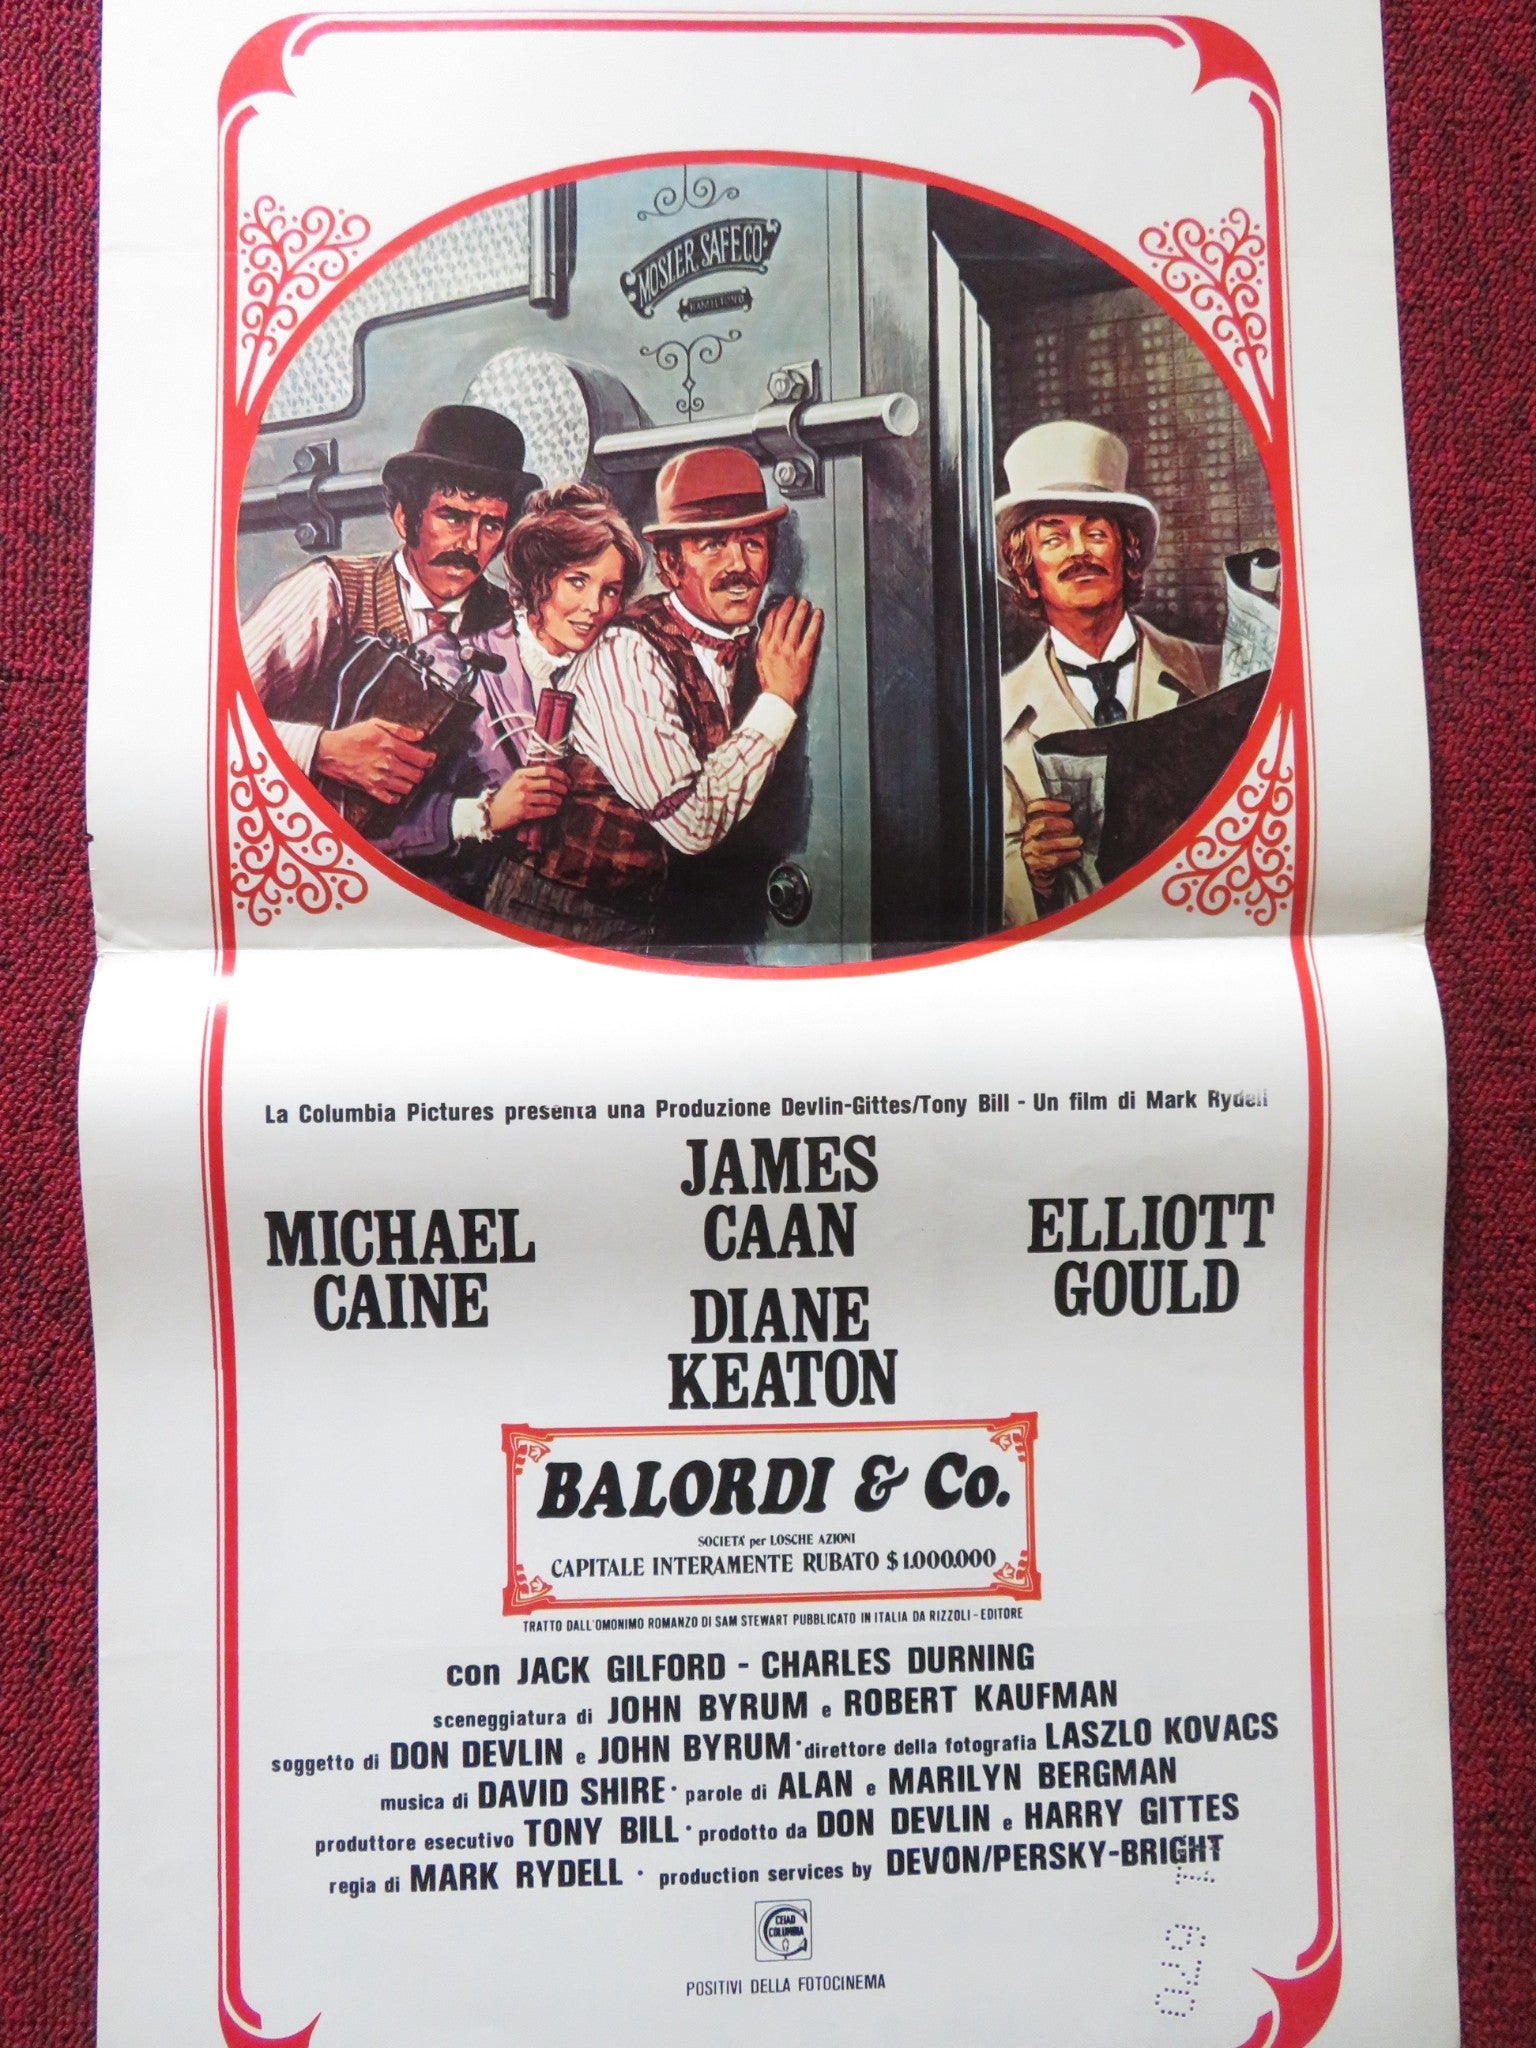 MOSLER SAFE CO.
La Columbia Pictures presenta una Produzione Devlin-Gittes/Tony Bill - Un film di Mark Rydell
JAMES
CAAN
MICHAEL
CAINE
ELLIOTT
GOULD
DIANE
KEATON
BALORDI & Co.
SOCIETA' per LOSCHE AZIONI
CAPITALE INTERAMENTE RUBATO $ 1.000.000
TRATTO DALL'OMONIMO ROMANZO DI SAM STEWART PUBBLICATO IN ITALIA DA RIZZOLI - EDITORE
con JACK GILFORD - CHARLES DURNING
sceneggiatura di JOHN BYRUM e ROBERT KAUFMAN
soggetto di DON DEVLIN e JOHN BYRUM · direttore della fotografia LASZLO KOVACS
musica di DAVID SHIRE · parole di ALAN e MARILYN BERGMAN
produttore esecutivo TONY BILL · prodotto da DON DEVLIN e HARRY GITTES
regia di MARK RYDELL · production services by DEVON/PERSKY-BRIGHT
CEIAD
COLUMBIA
POSITIVI DELLA FOTOCINEMA